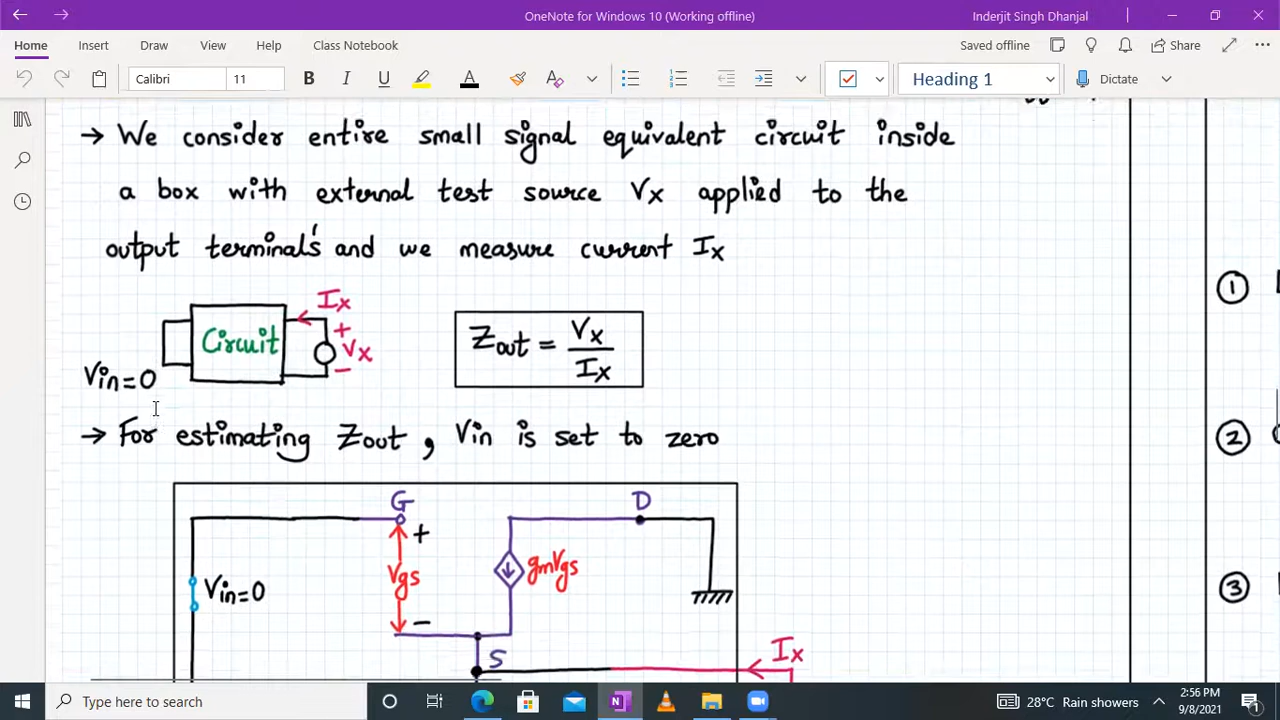 OneNote for Windows 10 (Working offline)
Inderjit Singh Dhanjal
Home Insert Draw View Help Class Notebook
Saved offline
Share
Calibri 11
B I U A
Heading 1
Dictate
→ We consider entire small signal equivalent circuit inside
a box with external test source Vx applied to the
output terminal's and we measure current Ix
Circuit
Ix
+
Vx
-
Vin=0
Zout = Vx/Ix
→ For estimating Zout, Vin is set to zero
G
D
+
Vgs
-
gmVgs
Vin=0
S
Ix
①
②
③
Type here to search
28°C Rain showers
2:56 PM
9/8/2021